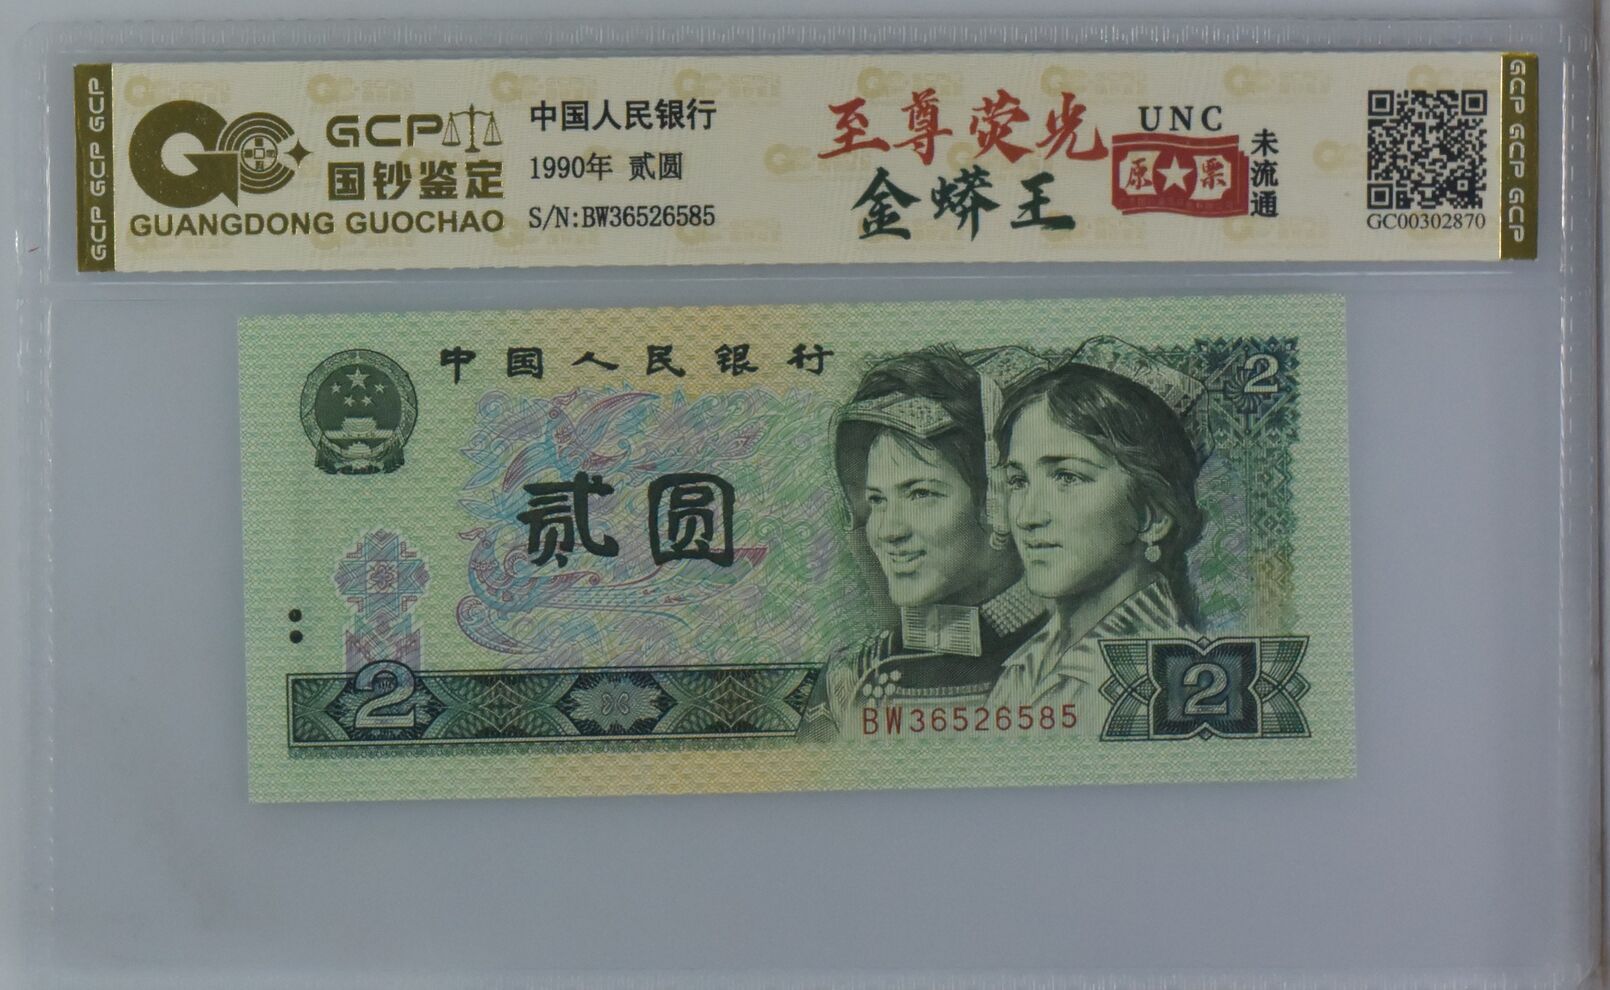 GCP GCP GCP
GCP
国钞鉴定
GUANGDONG GUOCHAO
中国人民银行
1990年 贰圆
S/N:BW36526585
至尊荧光
金蟒王
UNC
原★票
未流通
GC00302870
GCP GCP GCP
中国人民银行
2
贰圆
2
BW36526585
2